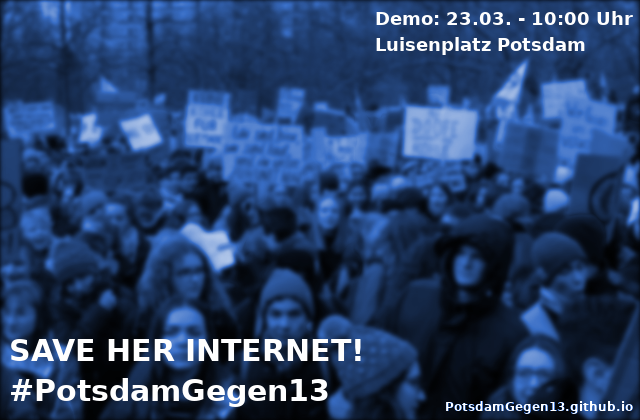 Demo: 23.03. - 10:00 Uhr
Luisenplatz Potsdam
SAVE HER INTERNET!
#PotsdamGegen13
PotsdamGegen13.github.io